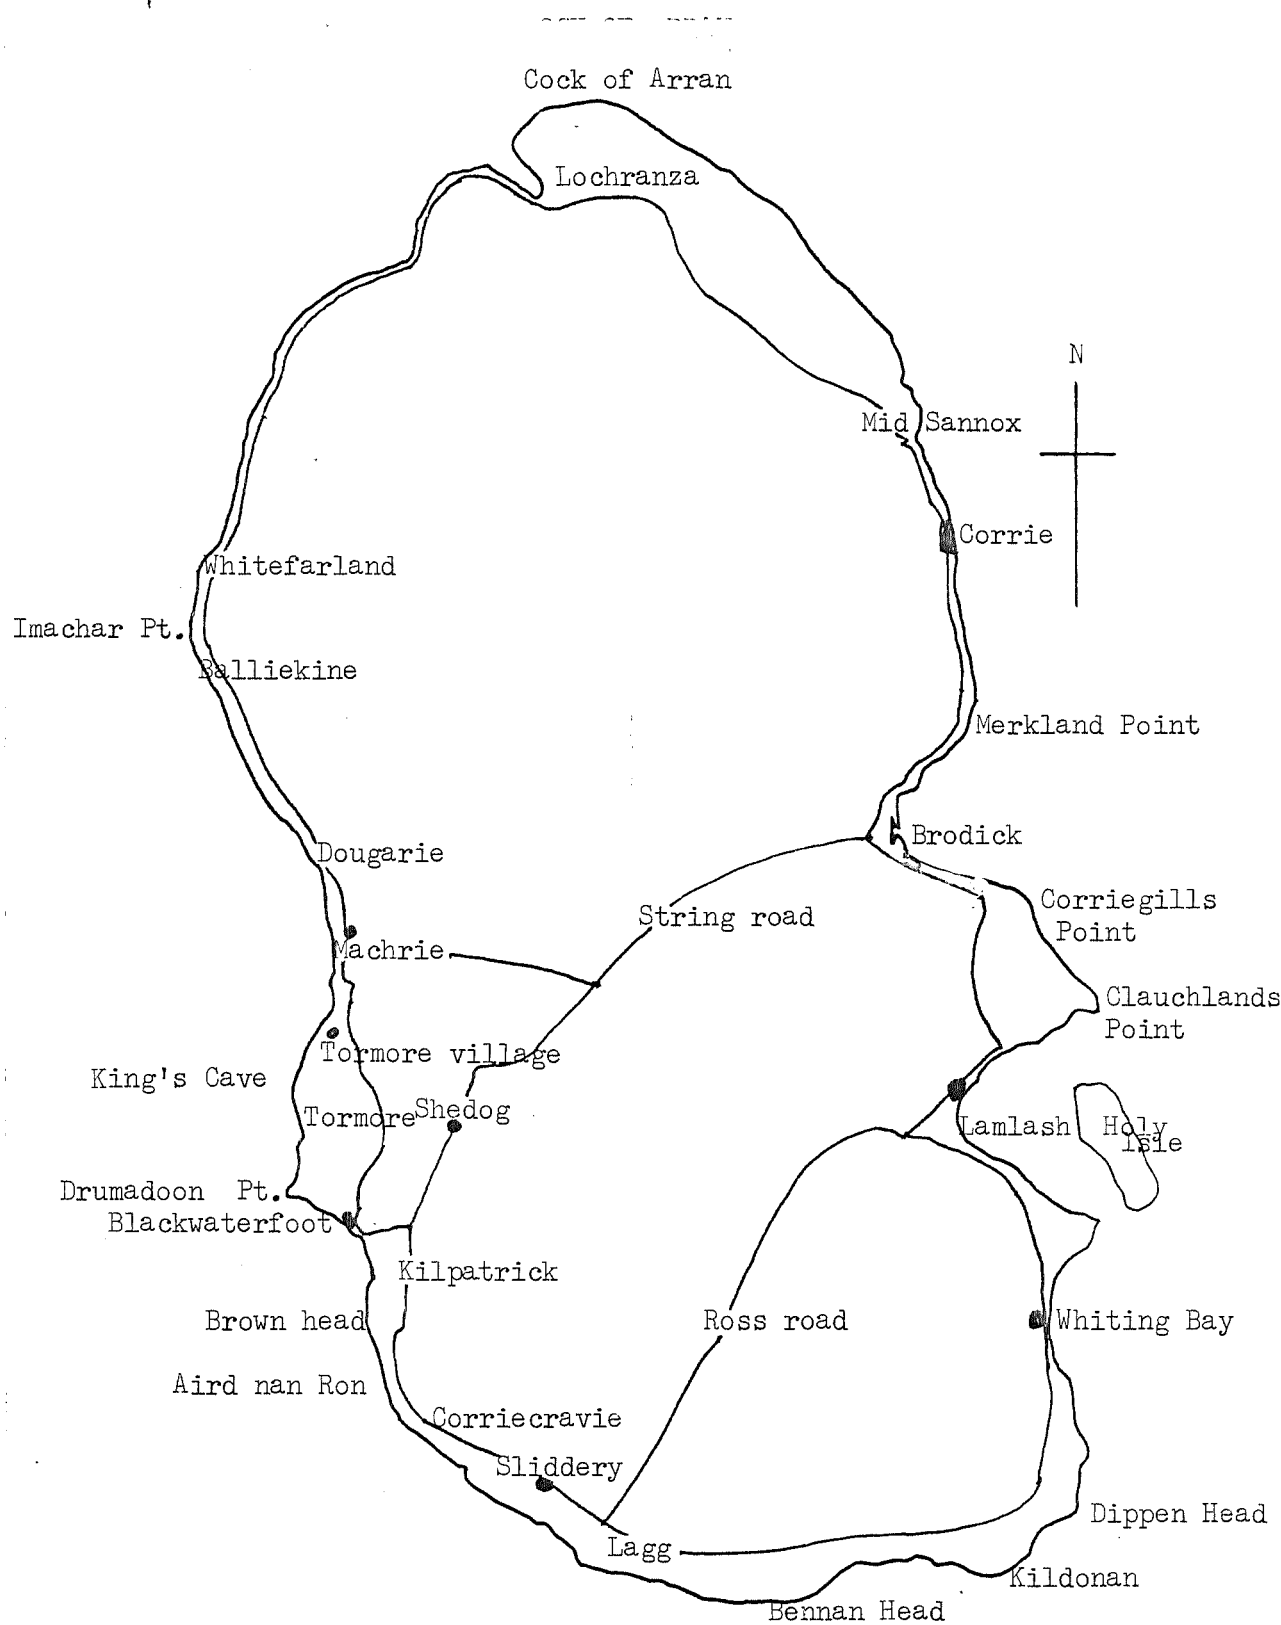 Cock of Arran
Lochranza
N
Mid Sannox
Corrie
Whitefarland
Imachar Pt.
Balliekine
Merkland Point
Brodick
Dougarie
Corriegills
Point
String road
Machrie
Clauchlands
Point
Tormore village
King's Cave
Shedog
Tormore
Lamlash
Holy
Isle
Drumadoon Pt.
Blackwaterfoot
Kilpatrick
Brown head
Ross road
Whiting Bay
Aird nan Ron
Corriecravie
Sliddery
Dippen Head
Lagg
Kildonan
Bennan Head